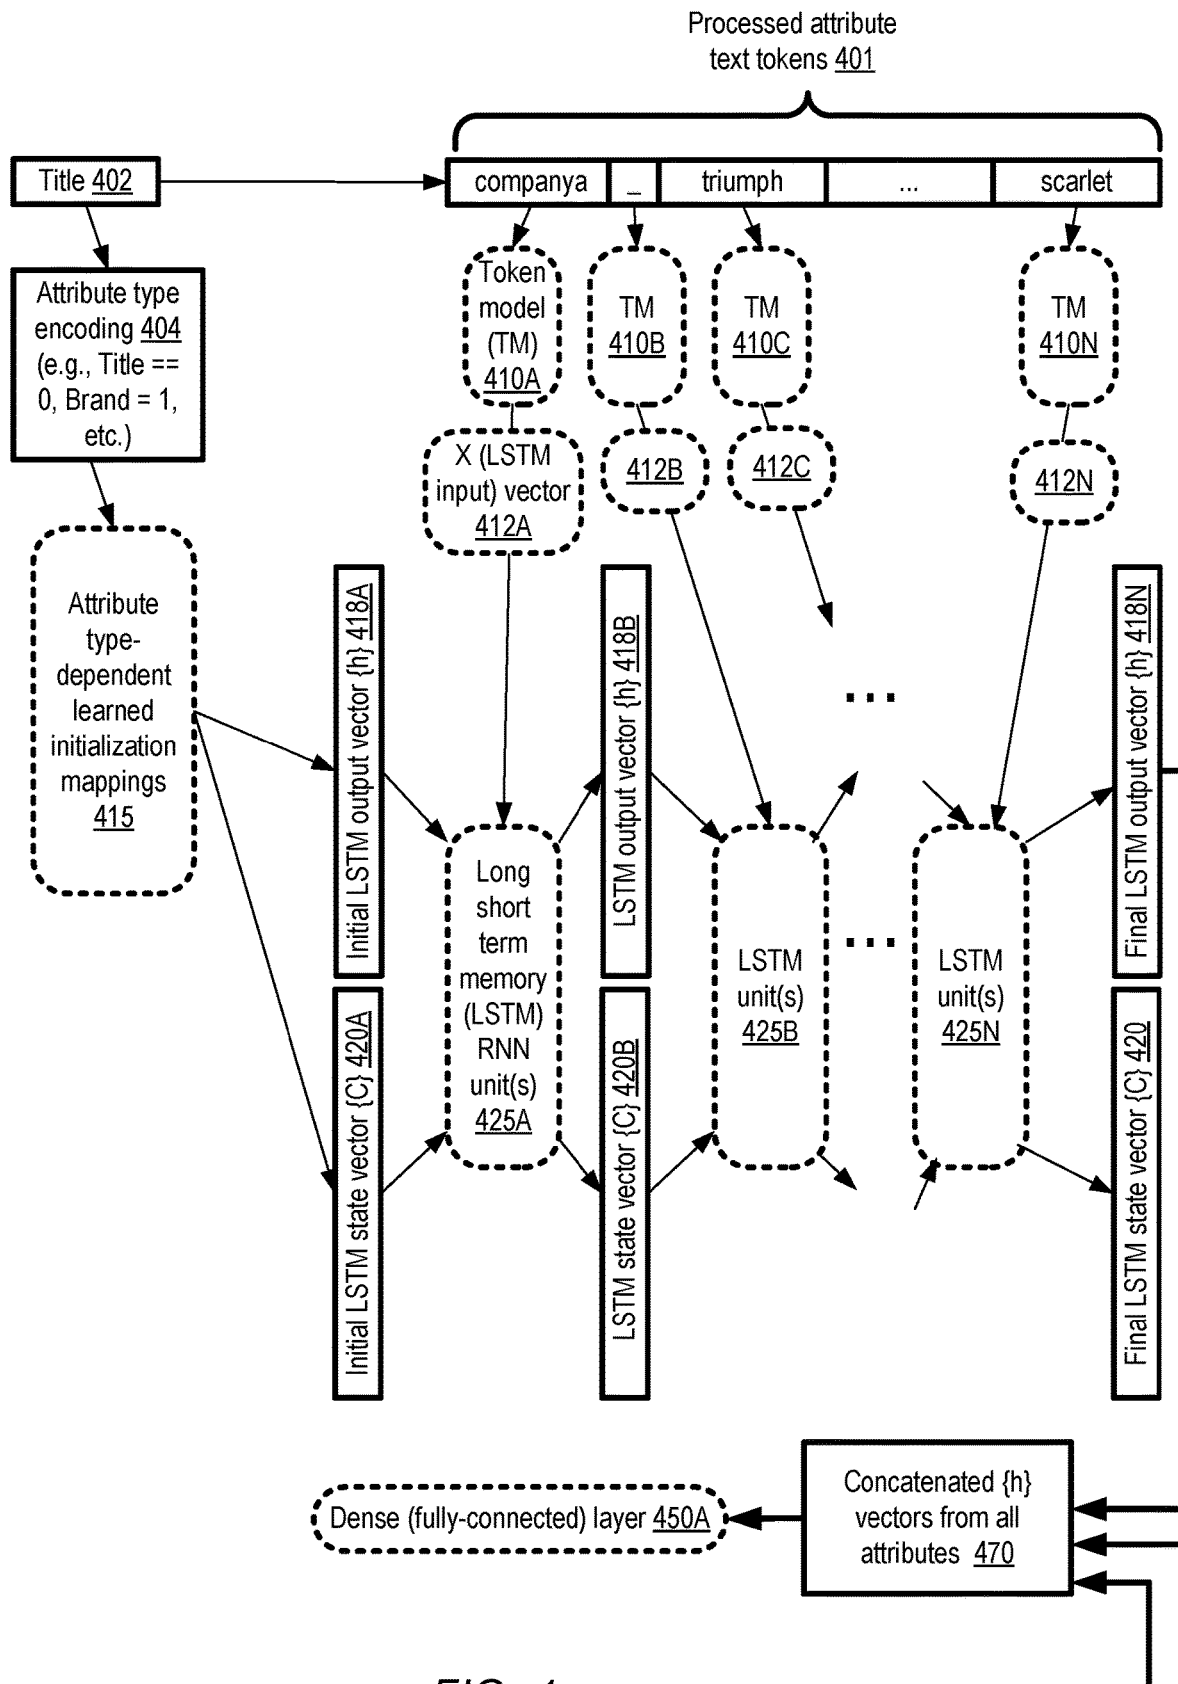 Processed attribute
text tokens 401
Title 402
companya
_
triumph
...
scarlet
Attribute type
encoding 404
(e.g., Title ==
0, Brand = 1,
etc.)
Token
model
(TM)
410A
TM
410B
TM
410C
TM
410N
X (LSTM
input) vector
412A
412B
412C
412N
Attribute
type-
dependent
learned
initialization
mappings
415
Initial LSTM output vector {h} 418A
LSTM output vector {h} 418B
Final LSTM output vector {h} 418N
...
Long
short
term
memory
(LSTM)
RNN
unit(s)
425A
LSTM
unit(s)
425B
...
LSTM
unit(s)
425N
Initial LSTM state vector {C} 420A
LSTM state vector {C} 420B
Final LSTM state vector {C} 420
Concatenated {h}
vectors from all
attributes 470
Dense (fully-connected) layer 450A